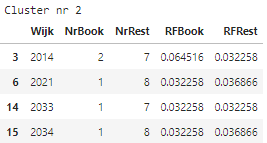 Cluster nr 2
Wijk NrBook NrRest RFBook RFRest
3 2014 2 7 0.064516 0.032258
6 2021 1 8 0.032258 0.036866
14 2033 1 7 0.032258 0.032258
15 2034 1 8 0.032258 0.036866